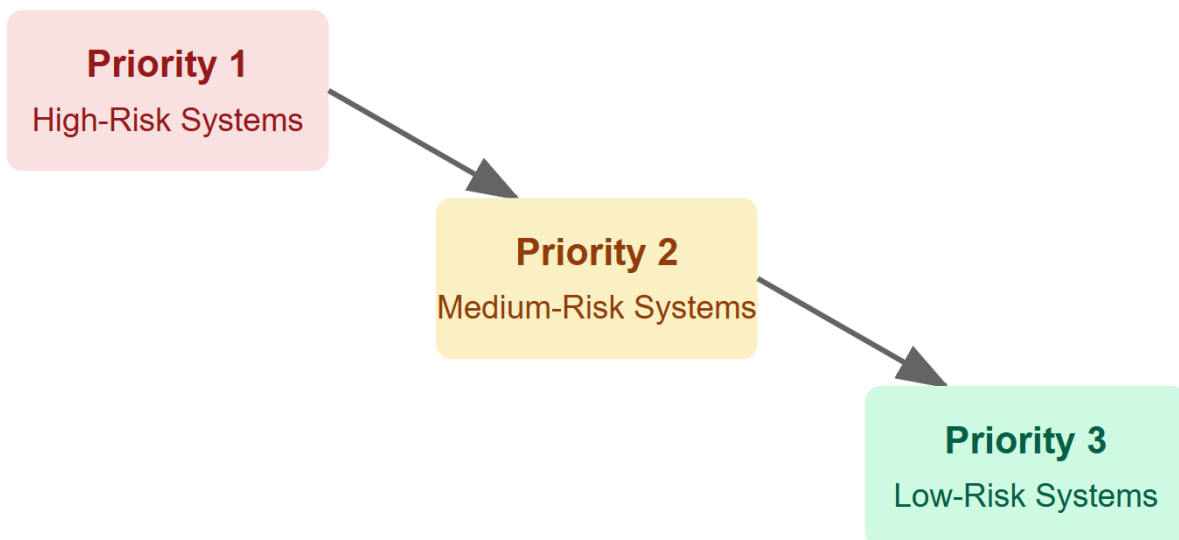 Priority 1
High-Risk Systems
Priority 2
Medium-Risk Systems
Priority 3
Low-Risk Systems